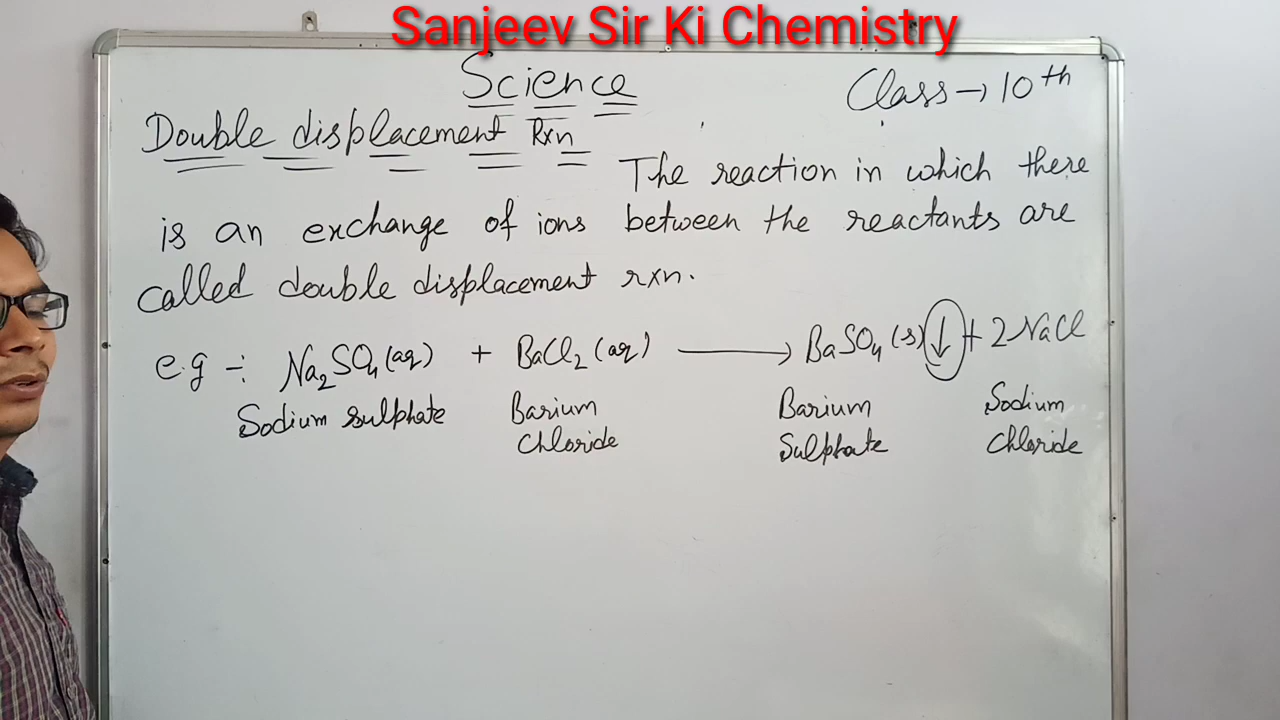 Sanjeev Sir Ki Chemistry
Science
Class → 10th
Double displacement Rxn
The reaction in which there
is an exchange of ions between the reactants are
called double displacement rxn.
e.g -: Na₂SO₄(aq) + BaCl₂(aq) ⟶ BaSO₄(s)↓ + 2NaCl
Sodium sulphate Barium Barium Sodium
Chloride Sulphate Chloride